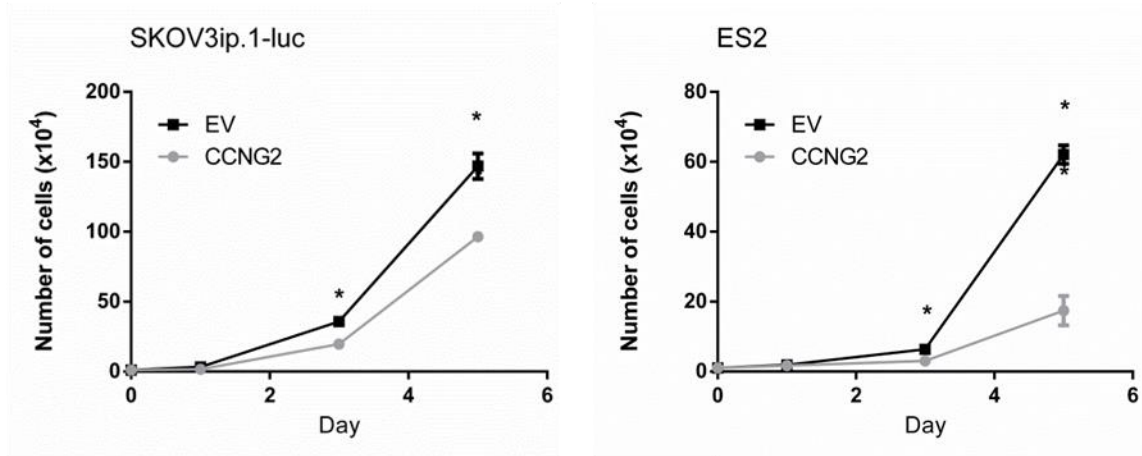 SKOV3ip.1-luc
Number of cells (x10⁴)
200
150
100
50
0
EV
CCNG2
*
*
0 2 4 6
Day
ES2
Number of cells (x10⁴)
80
60
40
20
0
EV
CCNG2
*
*
*
0 2 4 6
Day